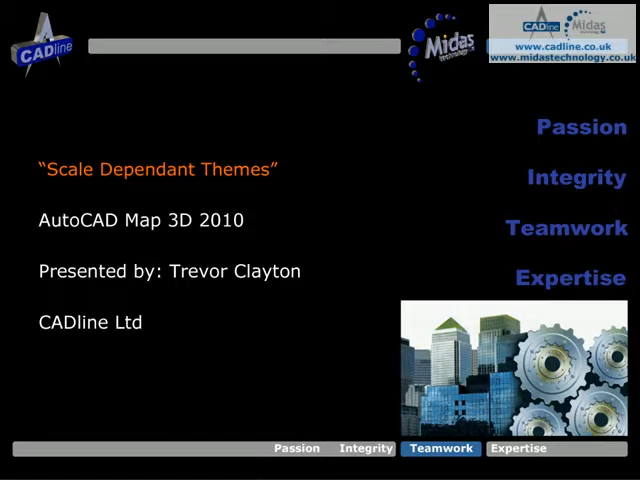 CADline
Midas
technology
CADline
Midas
technology
www.cadline.co.uk
www.midastechnology.co.uk
Passion
Integrity
Teamwork
Expertise
“Scale Dependant Themes”
AutoCAD Map 3D 2010
Presented by: Trevor Clayton
CADline Ltd
Passion Integrity Teamwork Expertise